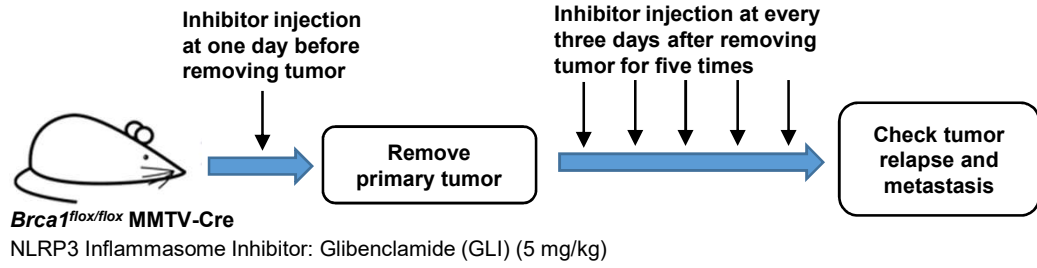 Inhibitor injection
at one day before
removing tumor
Inhibitor injection at every
three days after removing
tumor for five times
Remove
primary tumor
Check tumor
relapse and
metastasis
Brca1flox/flox MMTV-Cre
NLRP3 Inflammasome Inhibitor: Glibenclamide (GLI) (5 mg/kg)